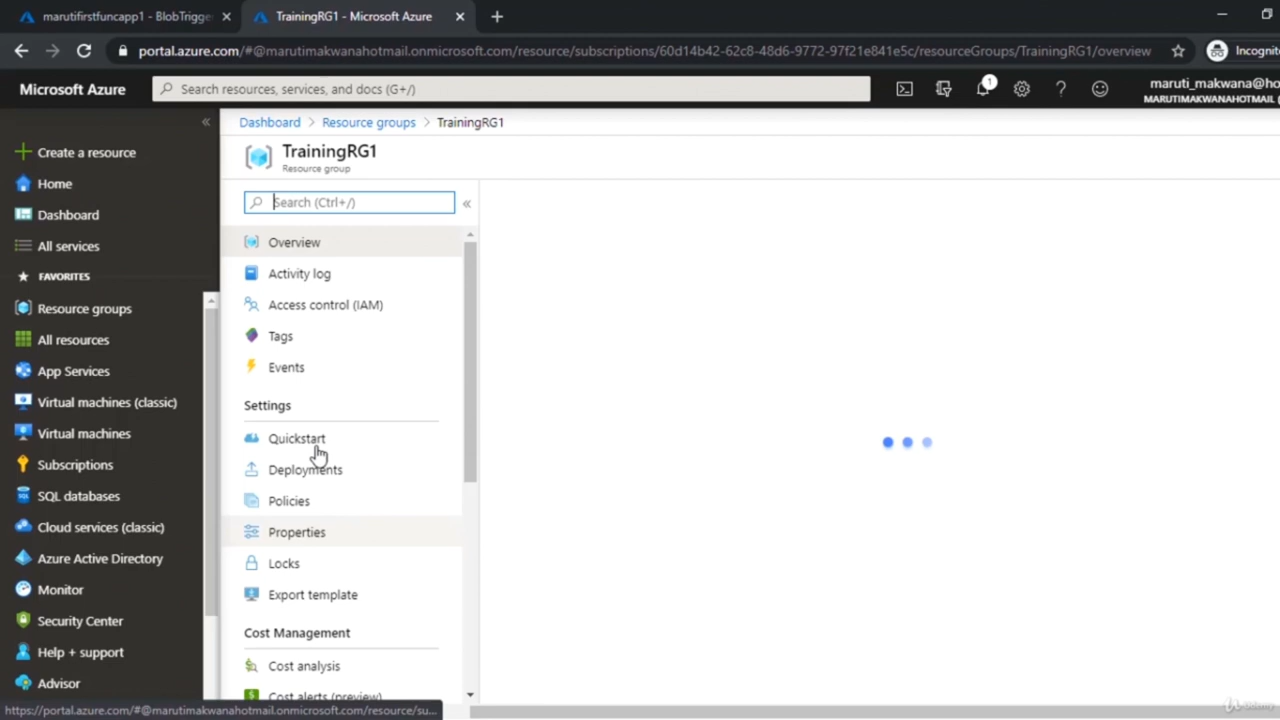 marutifirstfuncapp1 - BlobTrigge
TrainingRG1 - Microsoft Azure
portal.azure.com/#@marutimakwanahotmail.onmicrosoft.com/resource/subscriptions/60d14b42-62c8-48d6-9772-97f21e841e5c/resourceGroups/TrainingRG1/overview
Incognito
Microsoft Azure
Search resources, services, and docs (G+/)
1
maruti_makwana@ho
MARUTIMAKWANAHOTMAIL (
«
Create a resource
Home
Dashboard
All services
FAVORITES
Resource groups
All resources
App Services
Virtual machines (classic)
Virtual machines
Subscriptions
SQL databases
Cloud services (classic)
Azure Active Directory
Monitor
Security Center
Help + support
Advisor
Dashboard > Resource groups > TrainingRG1
TrainingRG1
Resource group
Search (Ctrl+/)
«
Overview
Activity log
Access control (IAM)
Tags
Events
Settings
Quickstart
Deployments
Policies
Properties
Locks
Export template
Cost Management
Cost analysis
Cost alerts (preview)
https://portal.azure.com/#@marutimakwanahotmail.onmicrosoft.com/resource/su...
Udemy